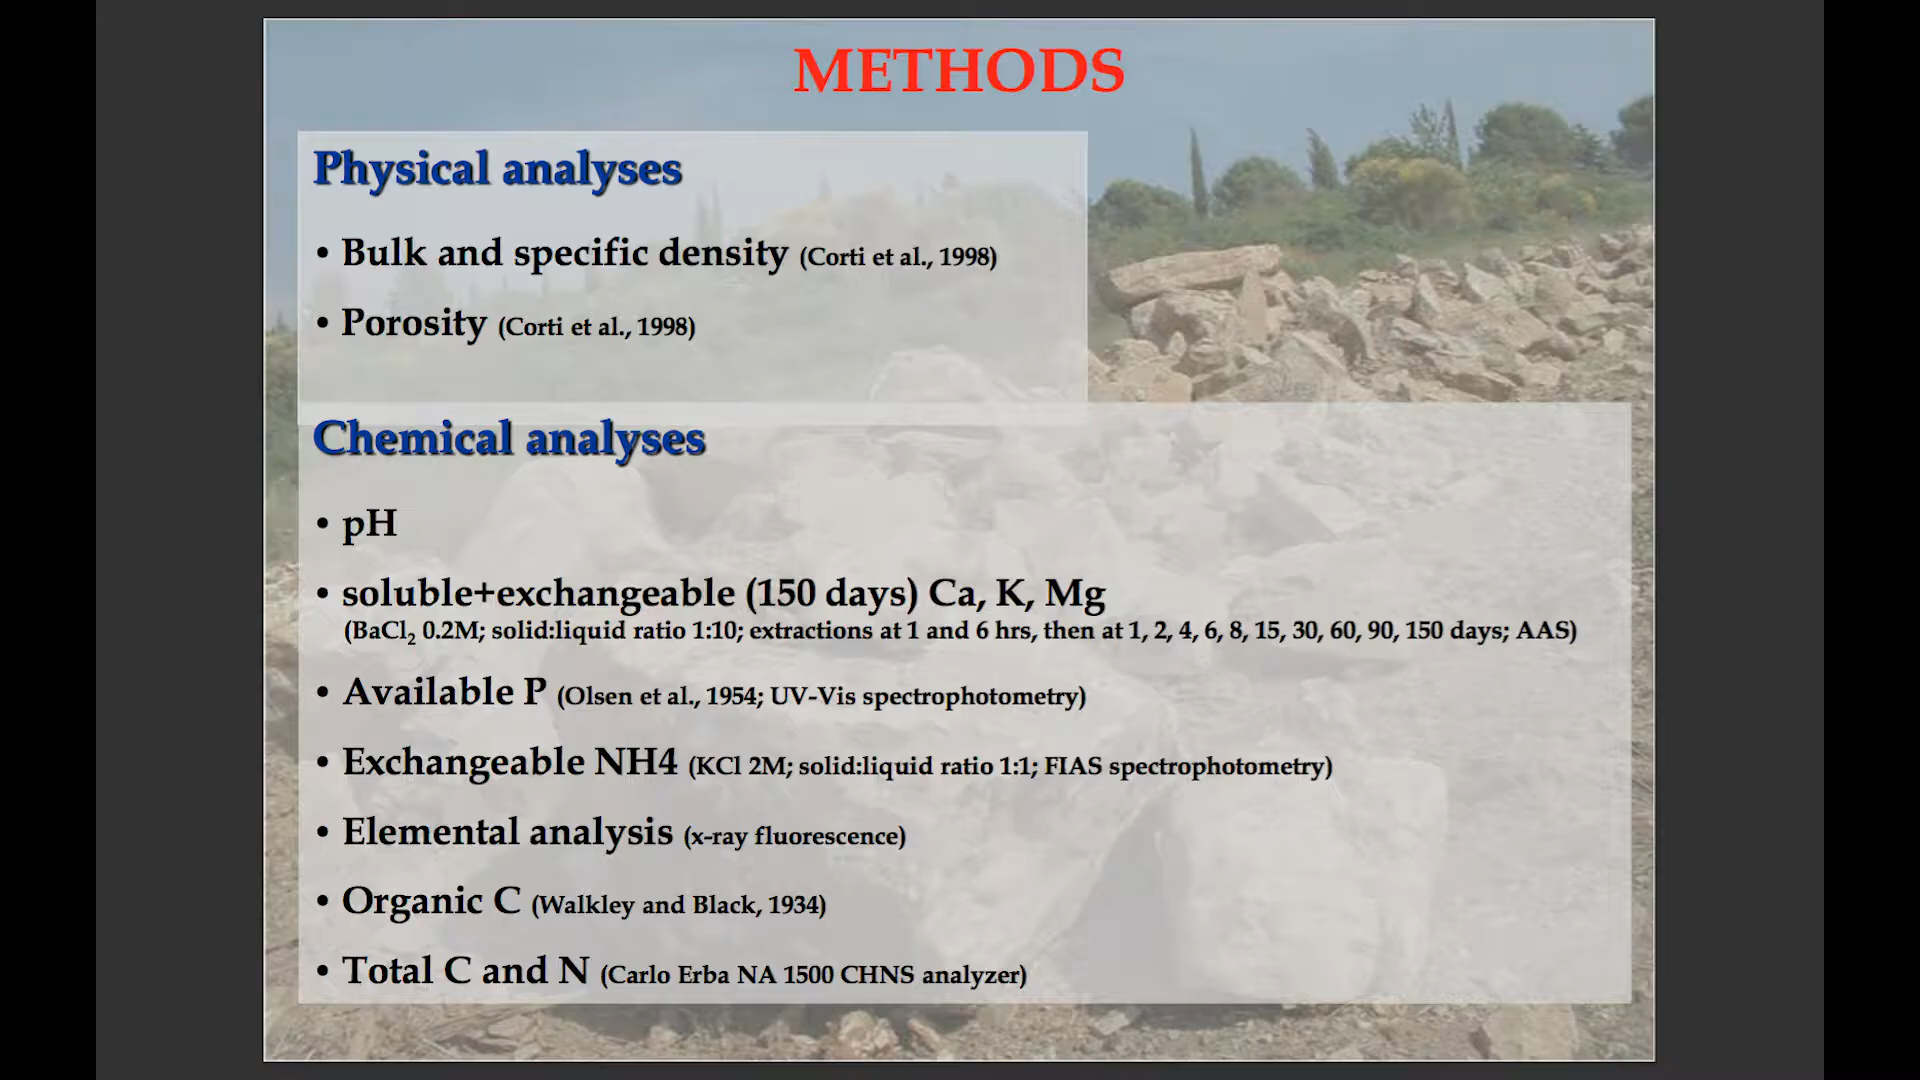 METHODS
Physical analyses
• Bulk and specific density (Corti et al., 1998)
• Porosity (Corti et al., 1998)
Chemical analyses
• pH
• soluble+exchangeable (150 days) Ca, K, Mg
(BaCl₂ 0.2M; solid:liquid ratio 1:10; extractions at 1 and 6 hrs, then at 1, 2, 4, 6, 8, 15, 30, 60, 90, 150 days; AAS)
• Available P (Olsen et al., 1954; UV-Vis spectrophotometry)
• Exchangeable NH4 (KCl 2M; solid:liquid ratio 1:1; FIAS spectrophotometry)
• Elemental analysis (x-ray fluorescence)
• Organic C (Walkley and Black, 1934)
• Total C and N (Carlo Erba NA 1500 CHNS analyzer)